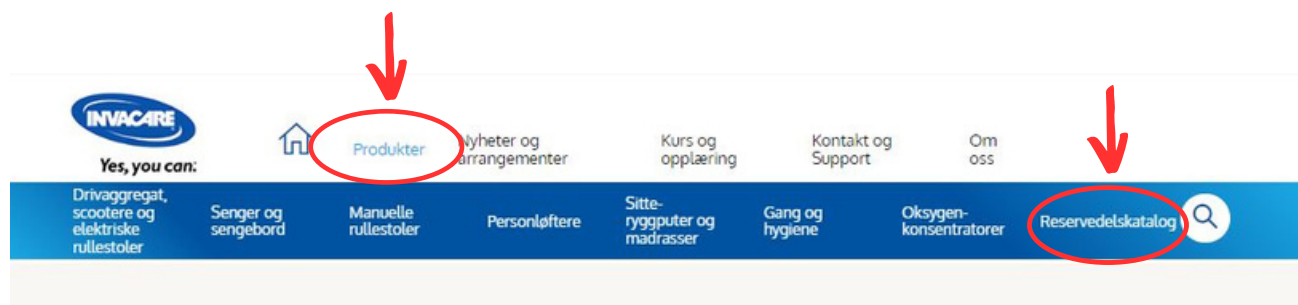 INVACARE
Yes, you can.
Produkter
Nyheter og
arrangementer
Kurs og
opplæring
Kontakt og
Support
Om
oss
Drivaggregat,
scootere og
elektriske
rullestoler
Senger og
sengebord
Manuelle
rullestoler
Personløftere
Sitte-
ryggputer og
madrasser
Gang og
hygiene
Oksygen-
konsentratorer
Reservedelskatalog